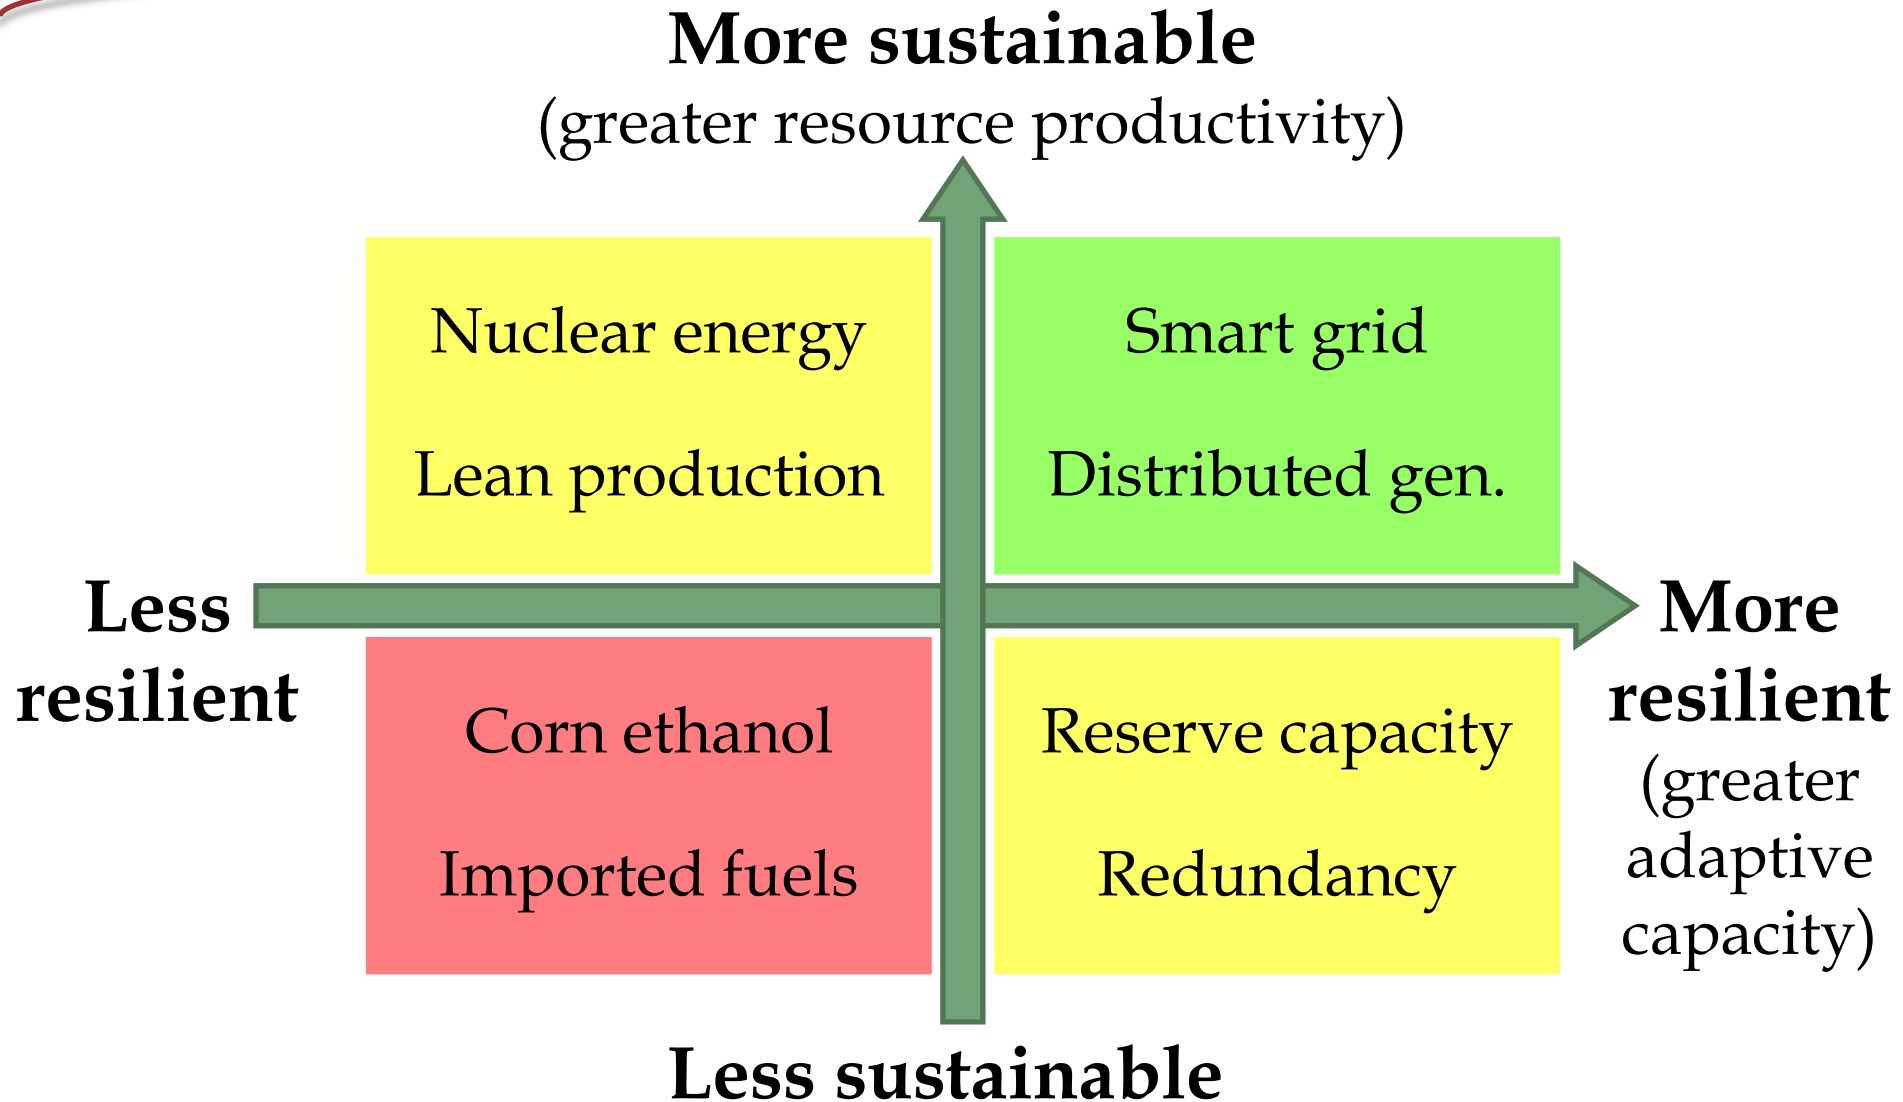 More sustainable
(greater resource productivity)
Nuclear energy
Lean production
Smart grid
Distributed gen.
Less
resilient
More
resilient
(greater
adaptive
capacity)
Corn ethanol
Imported fuels
Reserve capacity
Redundancy
Less sustainable